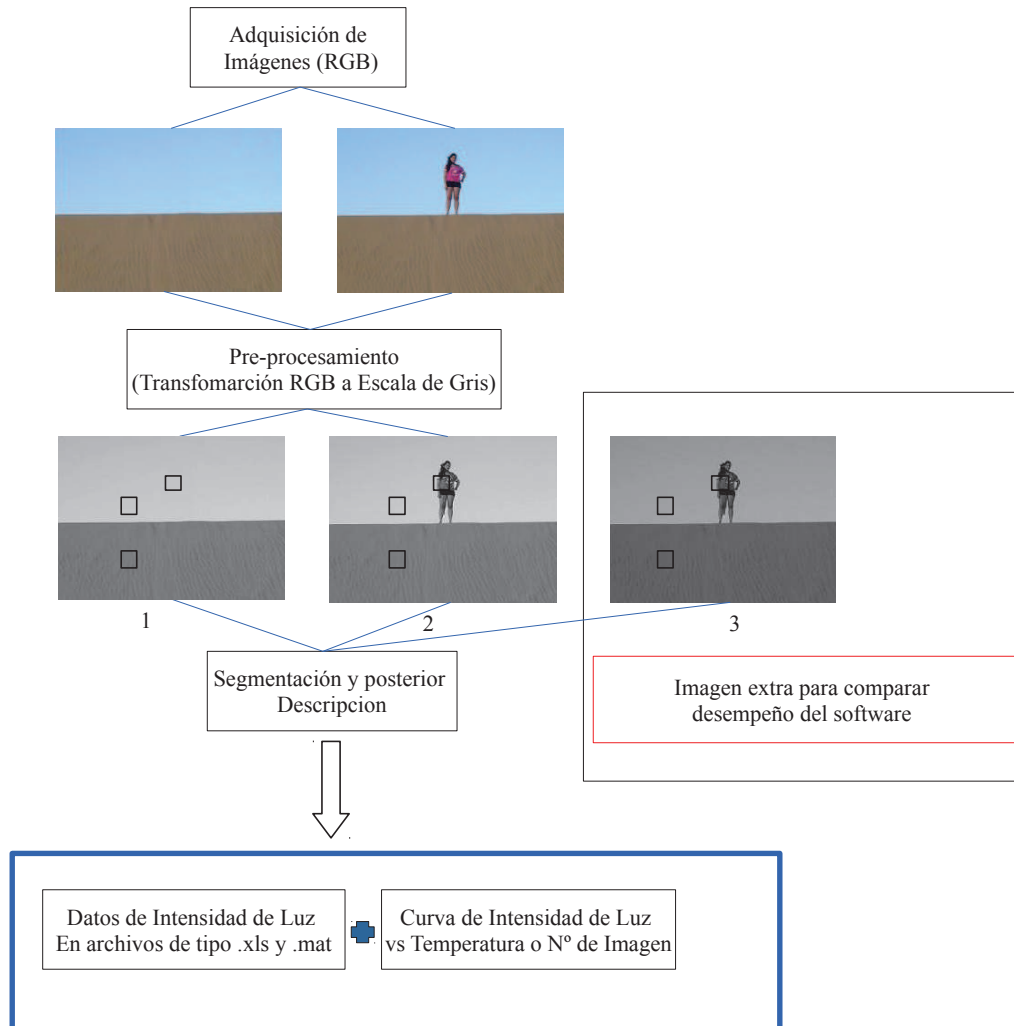 Adquisición de
Imágenes (RGB)
Pre-procesamiento
(Transfomarción RGB a Escala de Gris)
1
2
3
Segmentación y posterior
Descripcion
Imagen extra para comparar
desempeño del software
Datos de Intensidad de Luz
En archivos de tipo .xls y .mat
Curva de Intensidad de Luz
vs Temperatura o Nº de Imagen